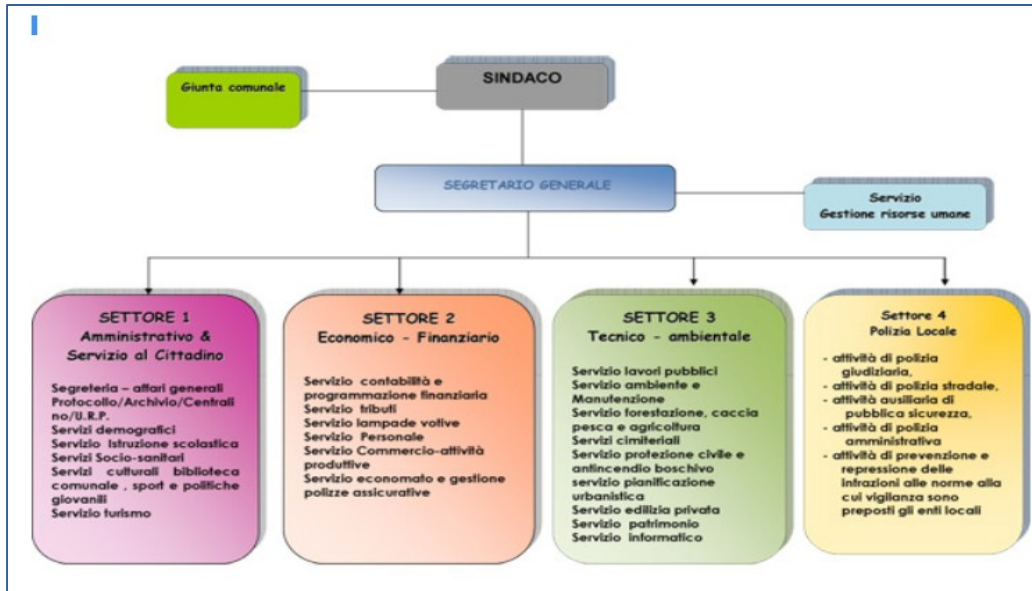 SINDACO
Giunta comunale
SEGRETARIO GENERALE
Servizio
Gestione risorse umane
SETTORE 1
Amministrativo &
Servizio al Cittadino
Segreteria – affari generali
Protocollo/Archivio/Centrali
no/U.R.P.
Servizi demografici
Servizio Istruzione scolastica
Servizi Socio-sanitari
Servizi culturali biblioteca
comunale , sport e politiche
giovanili
Servizio turismo
SETTORE 2
Economico - Finanziario
Servizio contabilità e
programmazione finanziaria
Servizio tributi
Servizio lampade votive
Servizio Personale
Servizio Commercio-attività
produttive
Servizio economato e gestione
polizze assicurative
SETTORE 3
Tecnico - ambientale
Servizio lavori pubblici
Servizio ambiente e
Manutenzione
Servizio forestazione, caccia
pesca e agricoltura
Servizi cimiteriali
Servizio protezione civile e
antincendio boschivo
servizio pianificazione
urbanistica
Servizio edilizia privata
Servizio patrimonio
Servizio informatico
Settore 4
Polizia Locale
- attività di polizia
giudiziaria,
- attività di polizia stradale,
- attività ausiliaria di
pubblica sicurezza,
- attività di polizia
amministrativa
- attività di prevenzione e
repressione delle
infrazioni alle norme alla
cui vigilanza sono
preposti gli enti locali